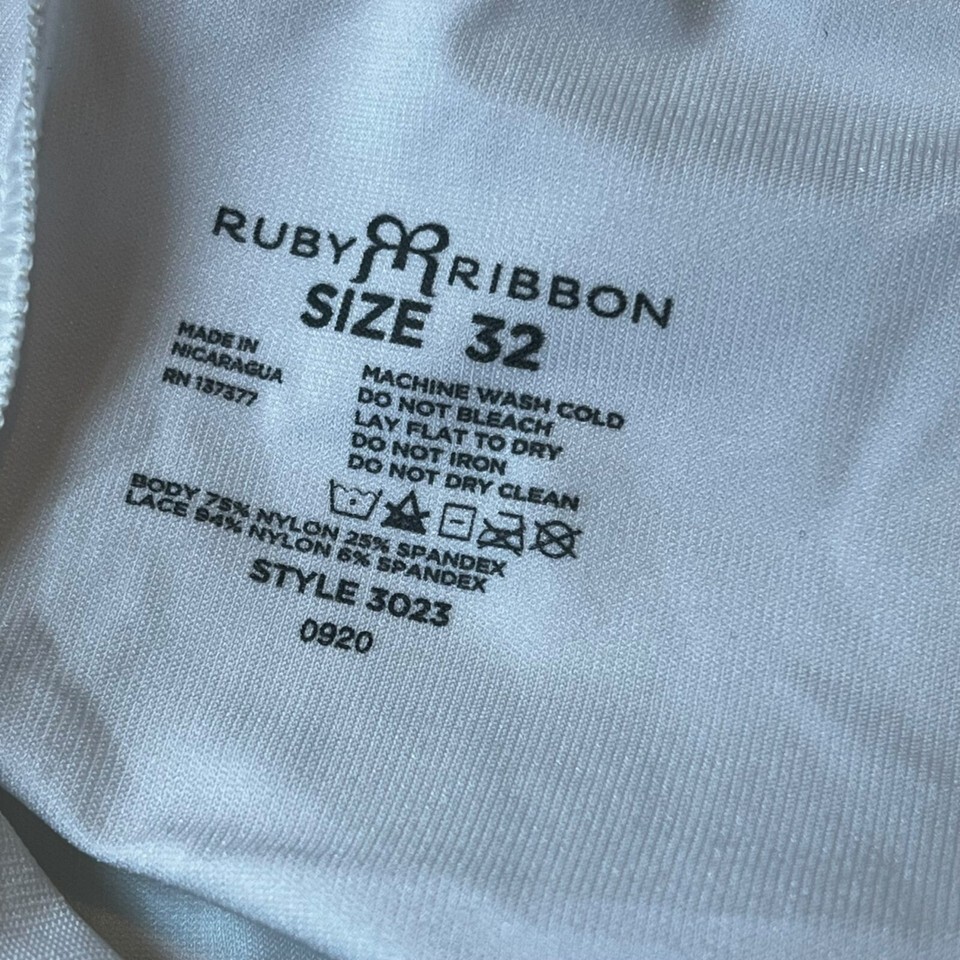 RUBY RIBBON
SIZE 32
MADE IN
NICARAGUA
RN 137377
MACHINE WASH COLD
DO NOT BLEACH
LAY FLAT TO DRY
DO NOT IRON
DO NOT DRY CLEAN
BODY 75% NYLON 25% SPANDEX
LACE 94% NYLON 6% SPANDEX
STYLE 3023
0920